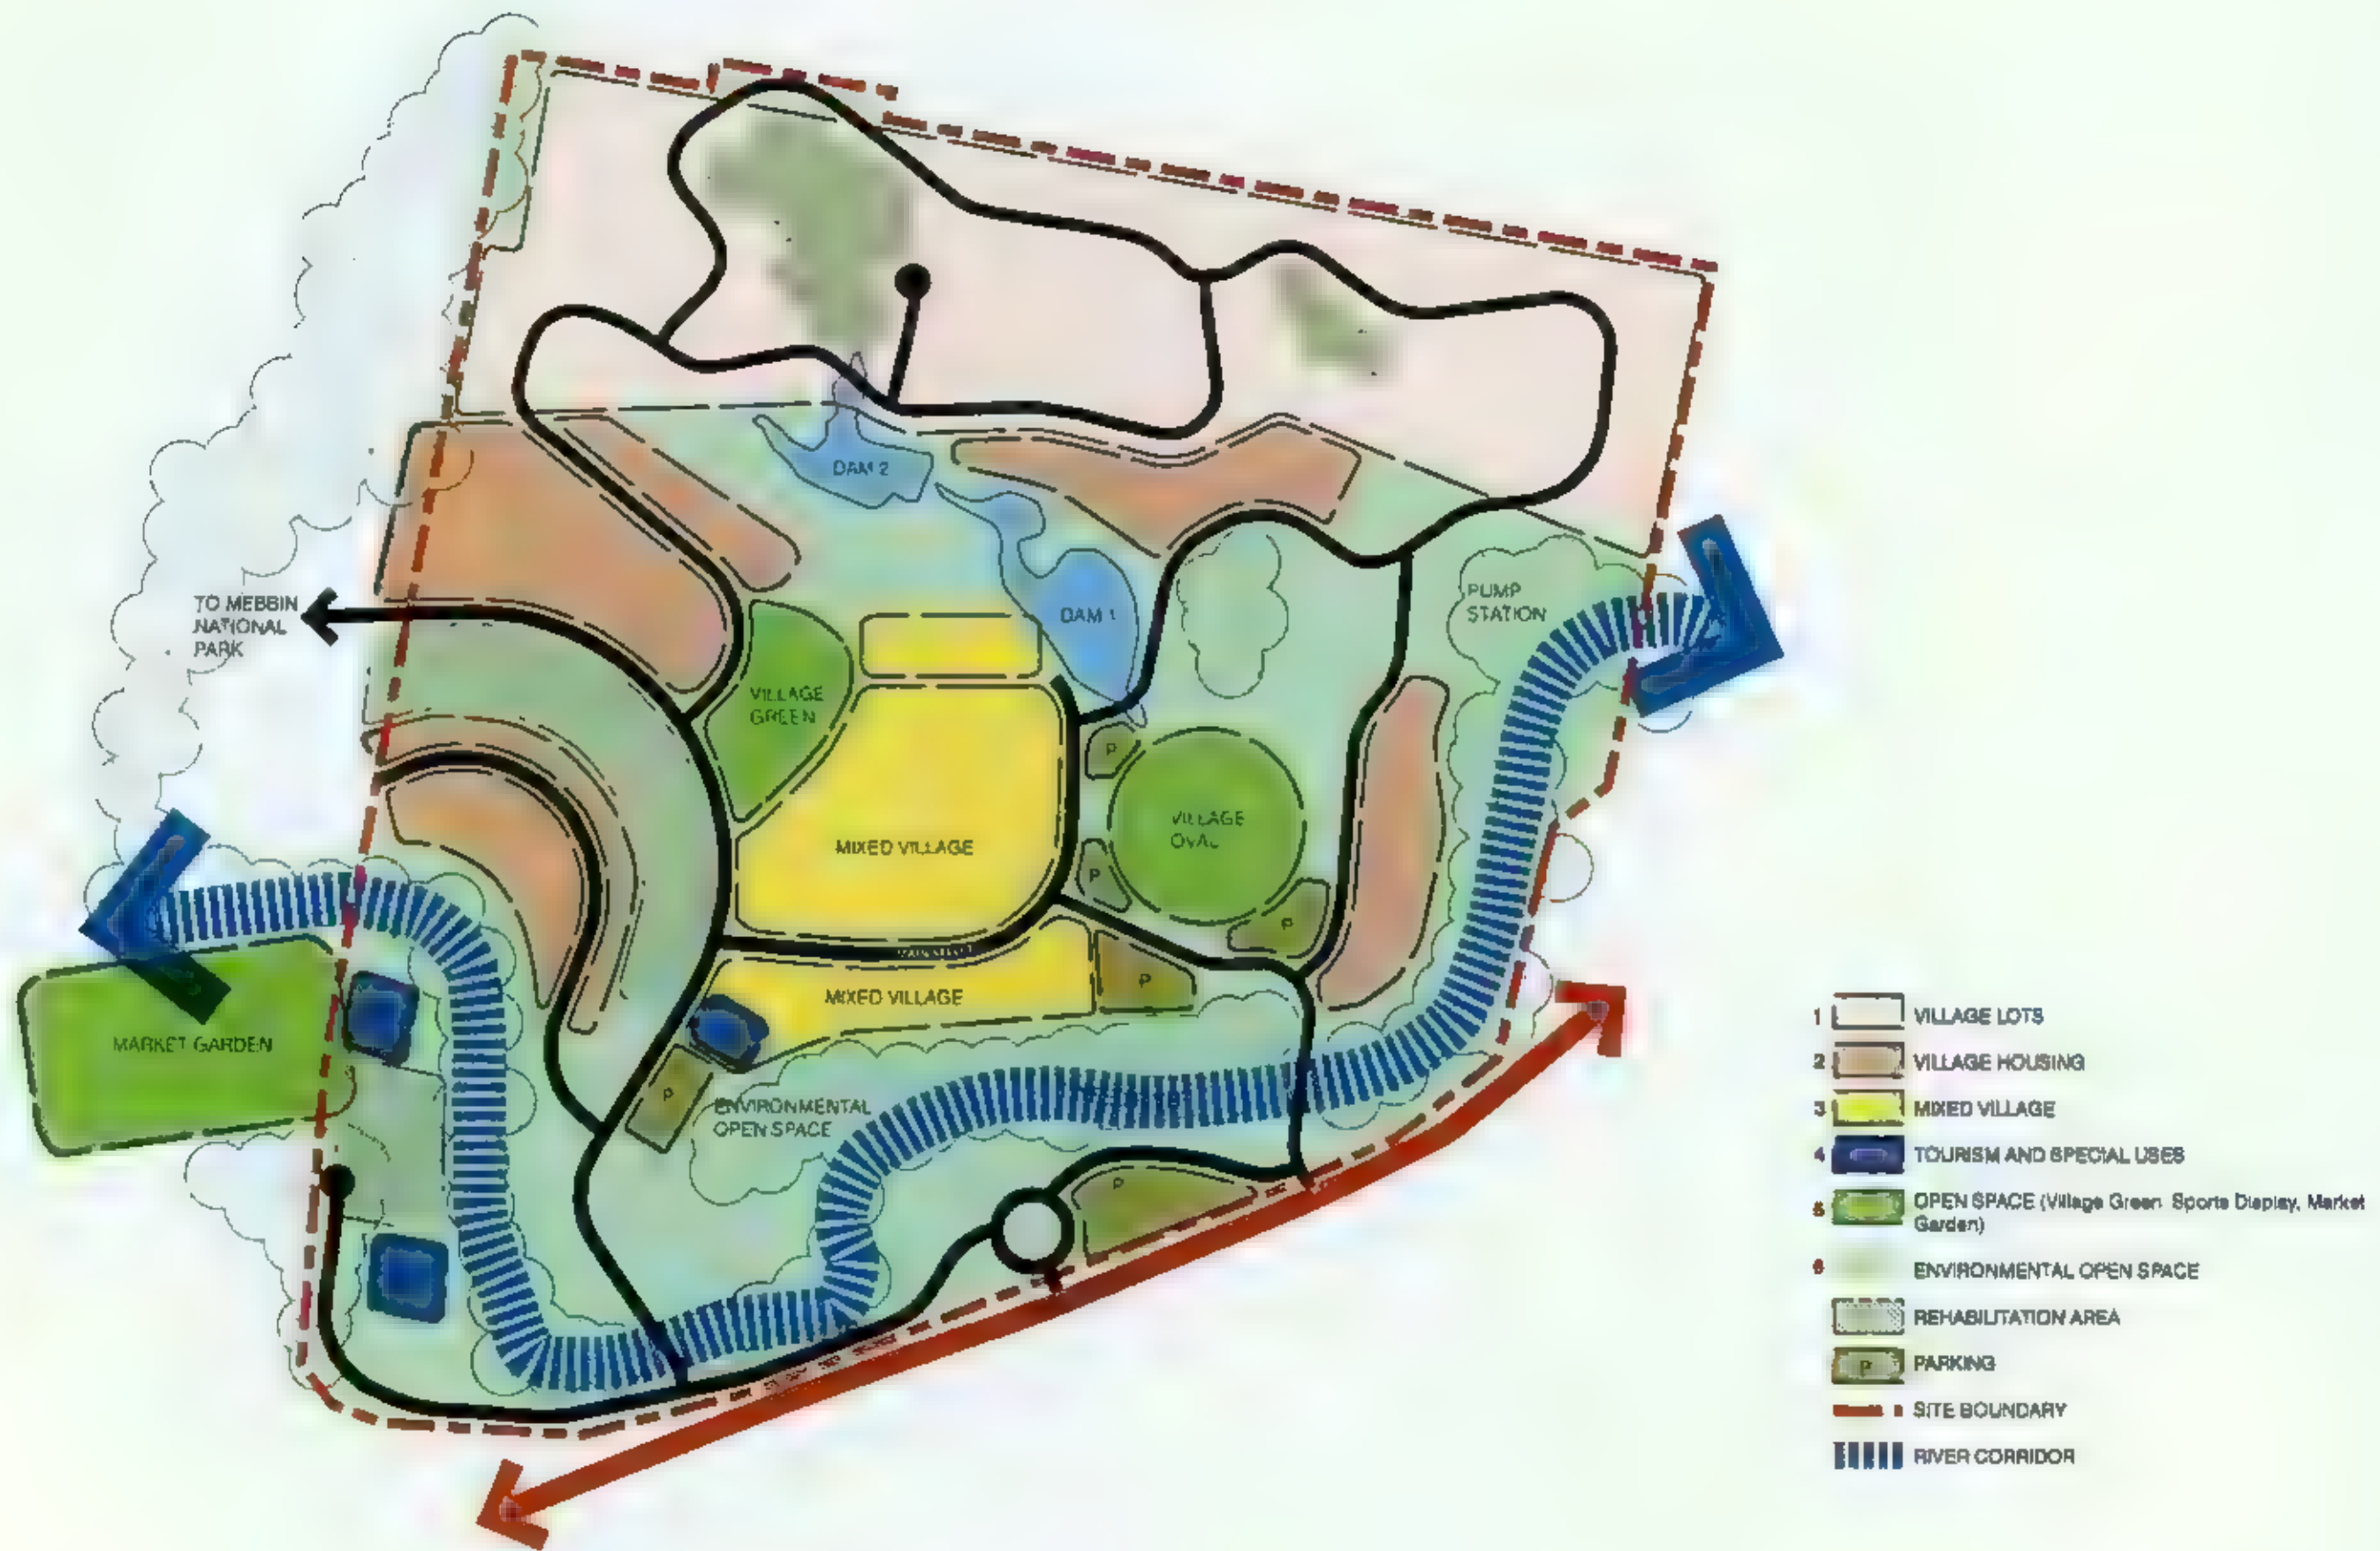 DAM 2
TO MEBBIN
NATIONAL
PARK
PUMP
STATION
DAM 1
VILLAGE
GREEN
P
VILLAGE
OVAL
MIXED VILLAGE
P
P
MAIN STREET
P
MIXED VILLAGE
MARKET GARDEN
P
ENVIRONMENTAL
OPEN SPACE
P
1 VILLAGE LOTS
2 VILLAGE HOUSING
3 MIXED VILLAGE
4 TOURISM AND SPECIAL USES
5 OPEN SPACE (Village Green Sports Display, Market
Garden)
6 ENVIRONMENTAL OPEN SPACE
REHABILITATION AREA
P PARKING
SITE BOUNDARY
RIVER CORRIDOR